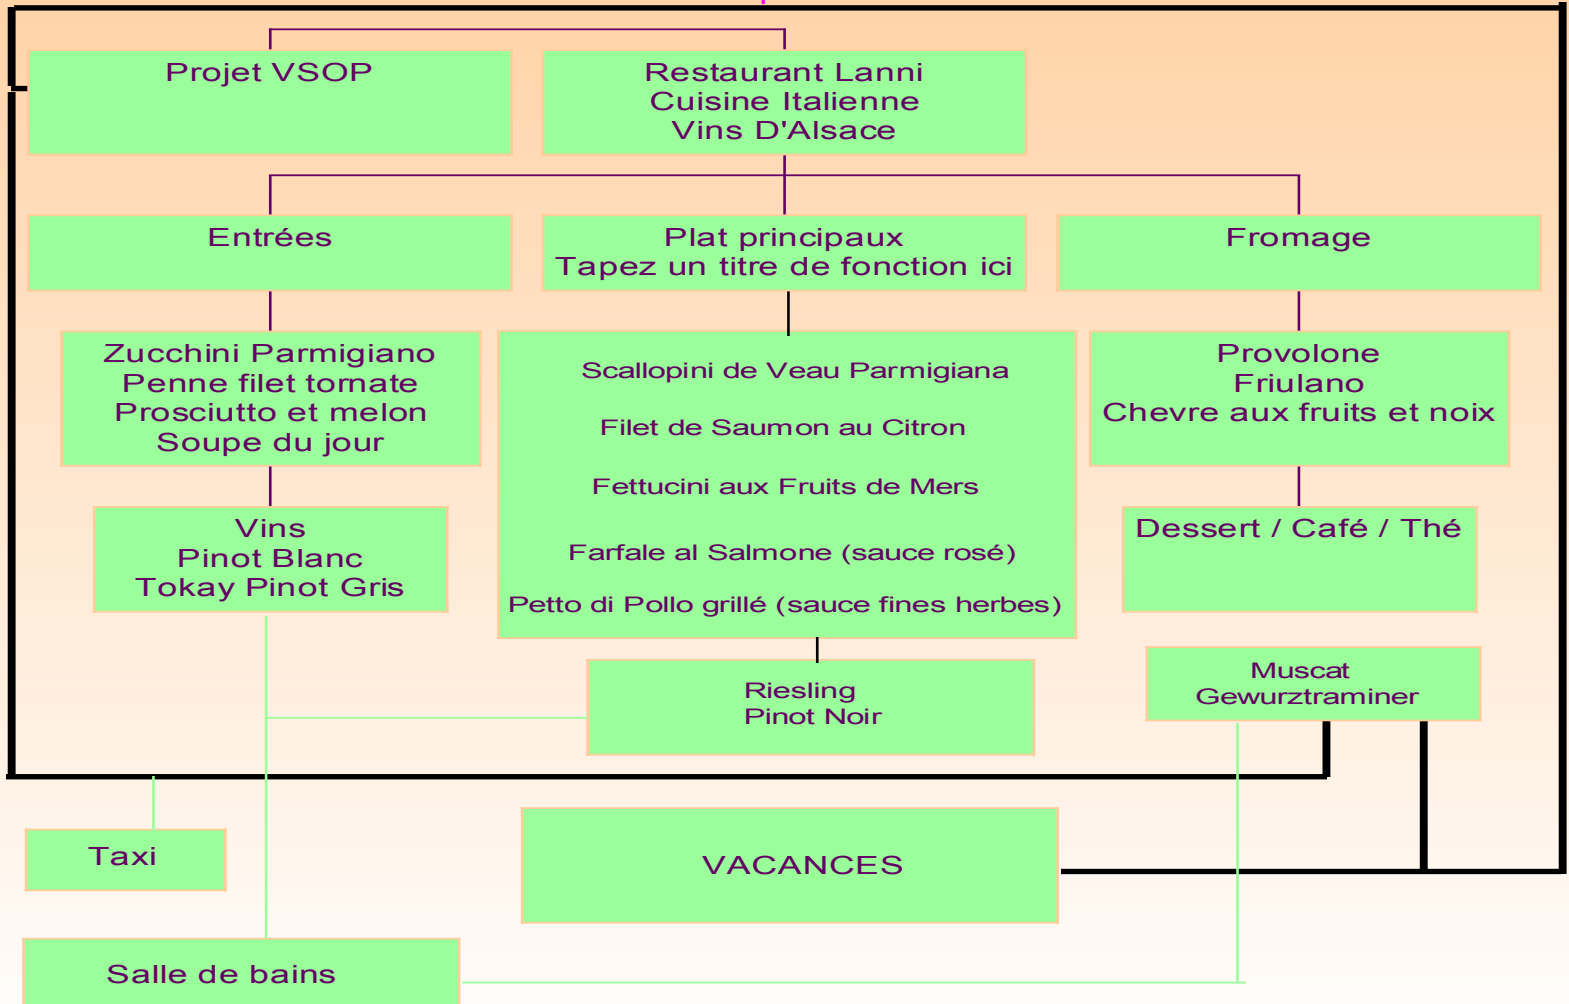 Projet VSOP
Restaurant Lanni
Cuisine Italienne
Vins D'Alsace
Entrées
Plat principaux
Tapez un titre de fonction ici
Fromage
Zucchini Parmigiano
Penne filet tomate
Prosciutto et melon
Soupe du jour
Scallopini de Veau Parmigiana
Filet de Saumon au Citron
Fettucini aux Fruits de Mers
Farfale al Salmone (sauce rosé)
Petto di Pollo grillé (sauce fines herbes)
Provolone
Friulano
Chevre aux fruits et noix
Vins
Pinot Blanc
Tokay Pinot Gris
Dessert / Café / Thé
Riesling
Pinot Noir
Muscat
Gewurztraminer
Taxi
VACANCES
Salle de bains